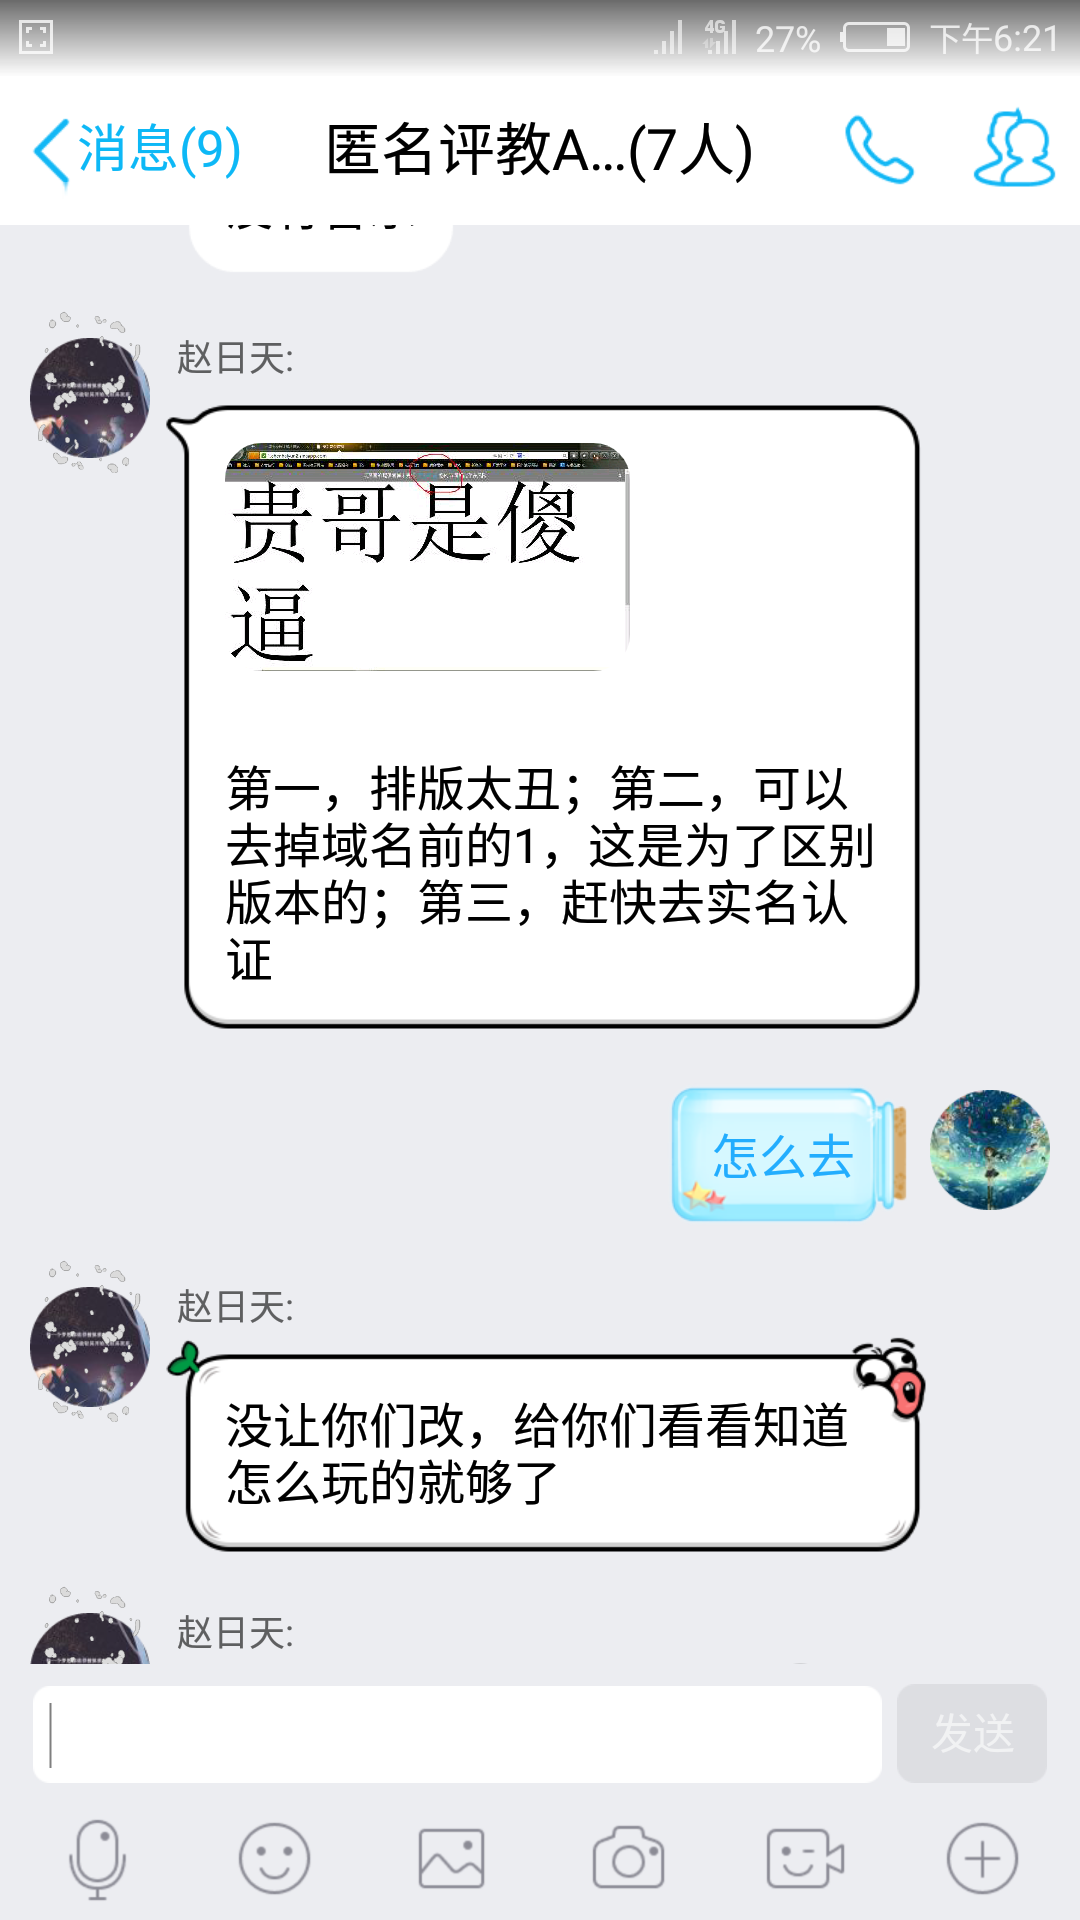 4G 27% 下午6:21
消息(9) 匿名评教A...(7人)
赵日天:
贵哥是傻
逼
第一，排版太丑；第二，可以
去掉域名前的1，这是为了区别
版本的；第三，赶快去实名认
证
怎么去
赵日天:
没让你们改，给你们看看知道
怎么玩的就够了
赵日天:
发送